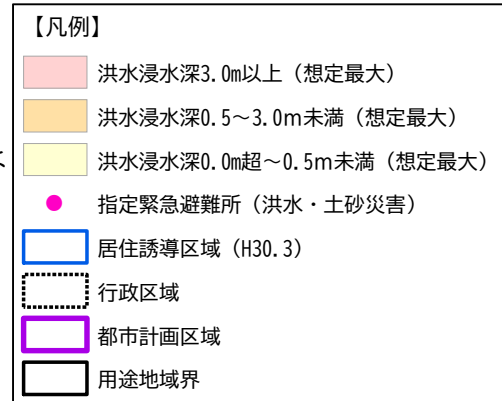 【凡例】
洪水浸水深3.0m以上（想定最大）
洪水浸水深0.5～3.0m未満（想定最大）
洪水浸水深0.0m超～0.5m未満（想定最大）
指定緊急避難所（洪水・土砂災害）
居住誘導区域（H30.3）
行政区域
都市計画区域
用途地域界